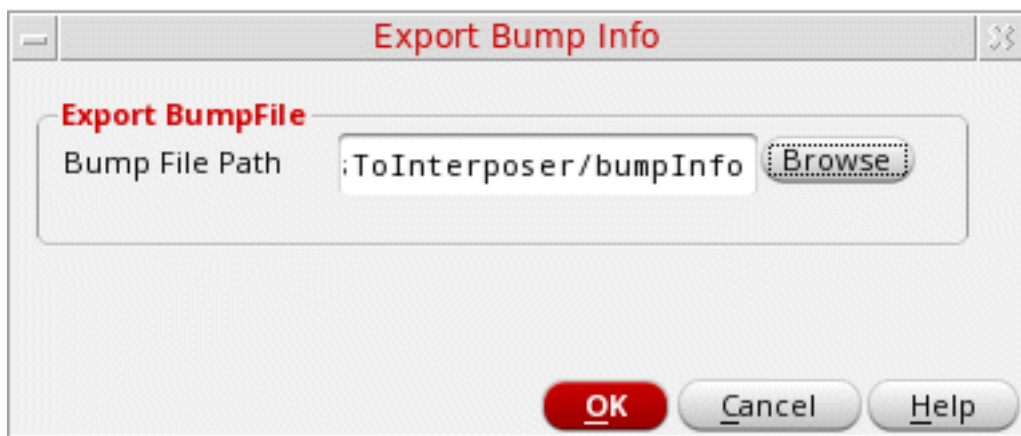 Export Bump Info
Export BumpFile
Bump File Path ToInterposer/bumpInfo Browse
OK Cancel Help